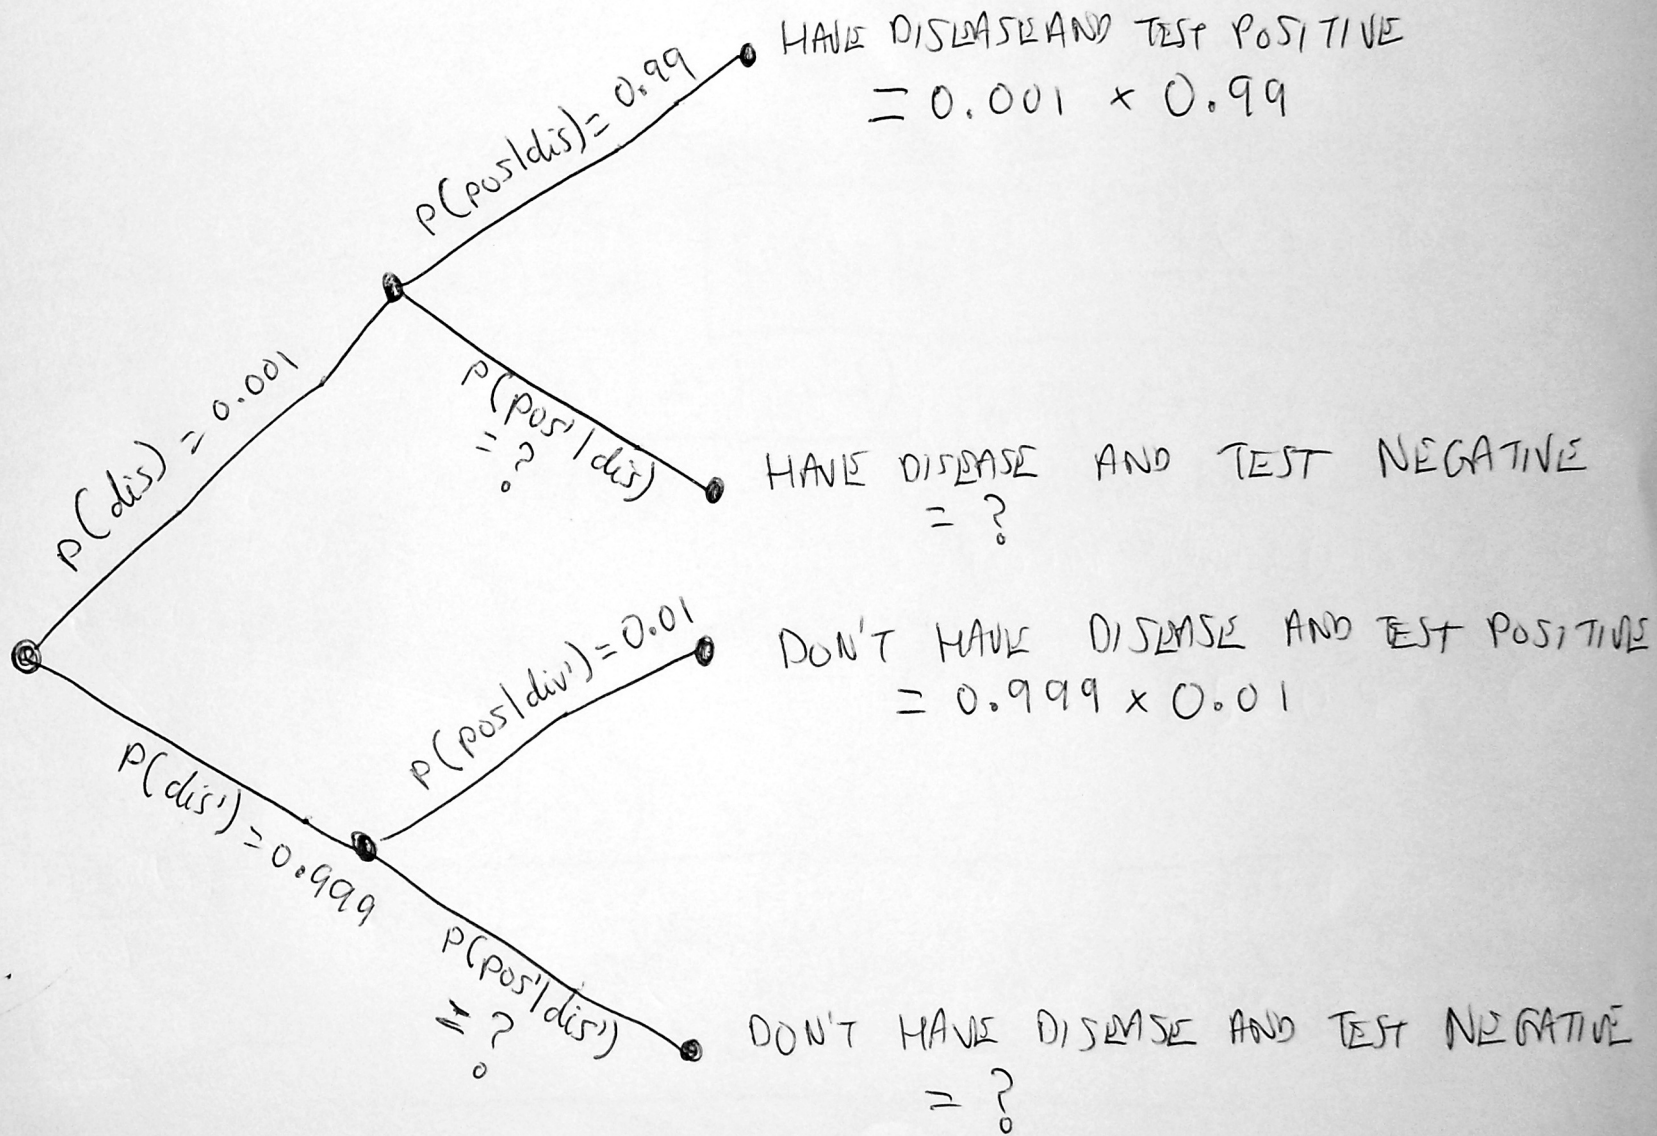 HAVE DISEASE AND TEST POSITIVE
= 0.001 × 0.99
P(pos|dis) = 0.99
P(dis) = 0.001
P(pos'|dis)
= ?
HAVE DISEASE AND TEST NEGATIVE
= ?
P(pos|div') = 0.01
DON'T HAVE DISEASE AND TEST POSITIVE
= 0.999 × 0.01
P(dis') = 0.999
P(pos'|dis')
= ?
DON'T HAVE DISEASE AND TEST NEGATIVE
= ?